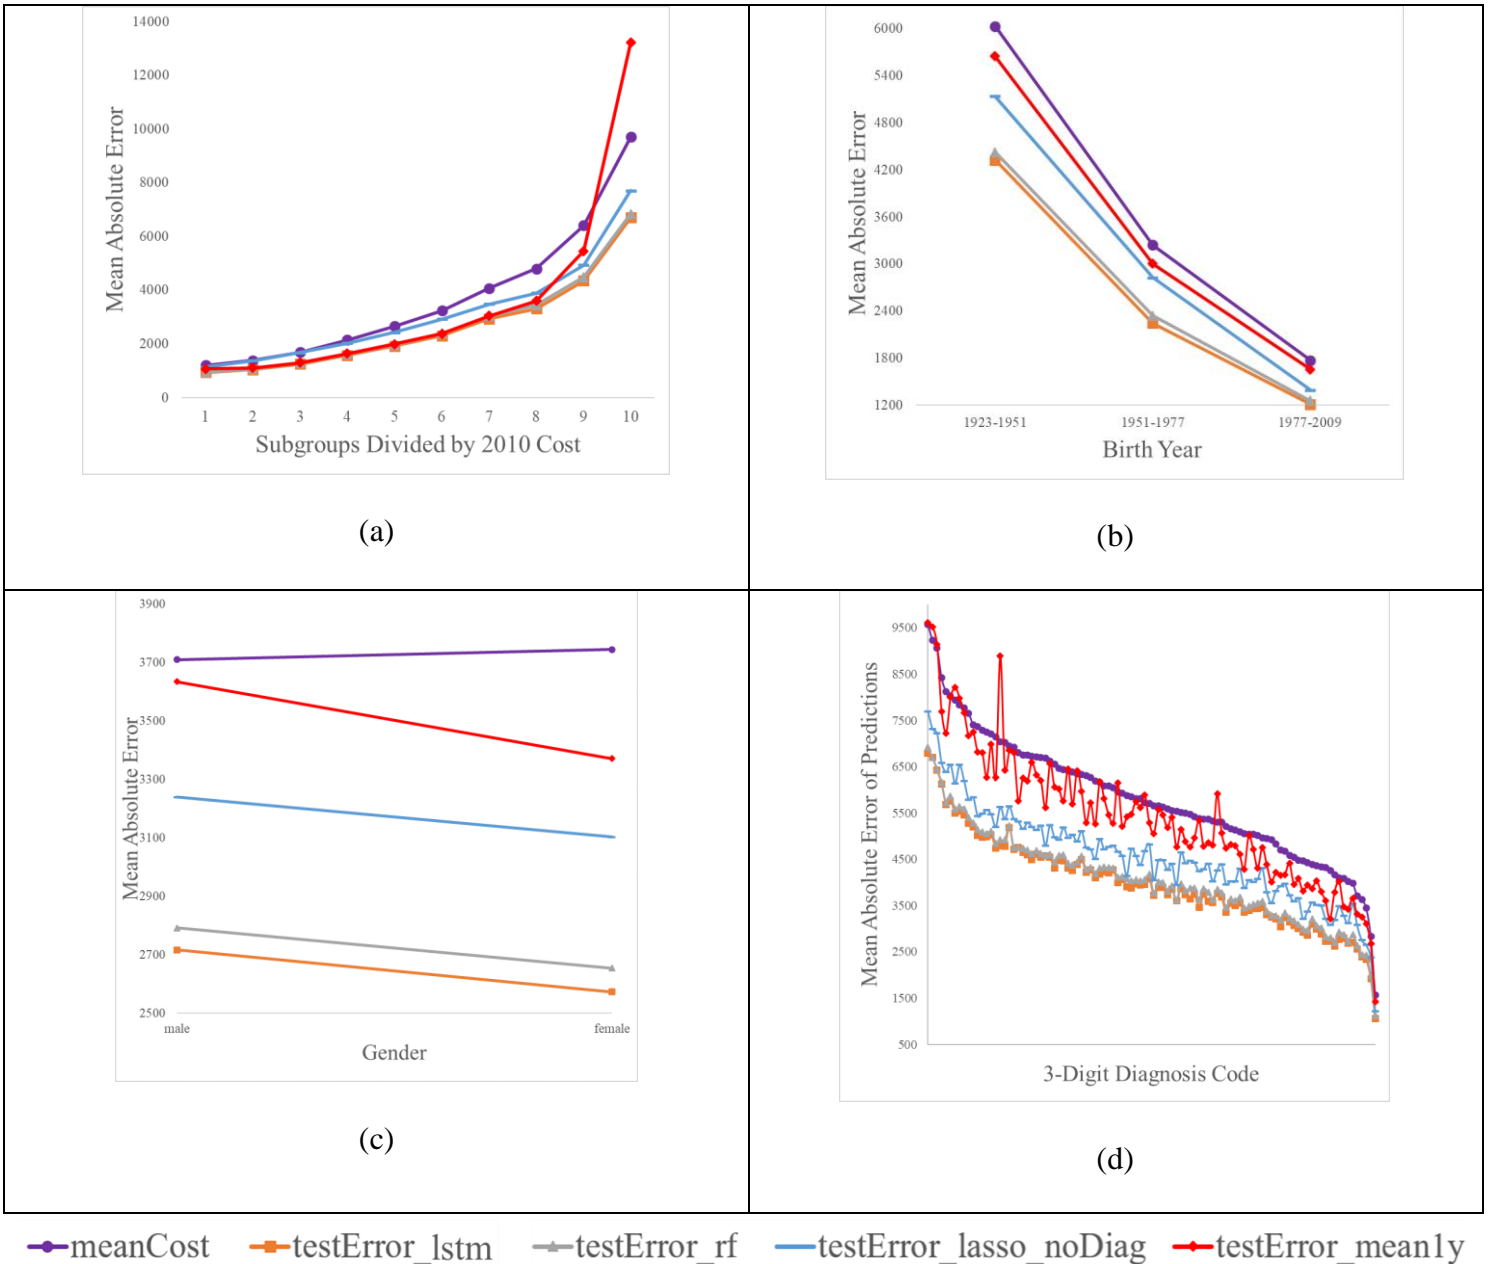 14000
12000
10000
8000
6000
4000
2000
0
Mean Absolute Error
1 2 3 4 5 6 7 8 9 10
Subgroups Divided by 2010 Cost
(a)
6000
5400
4800
4200
3600
3000
2400
1800
1200
Mean Absolute Error
1923-1951 1951-1977 1977-2009
Birth Year
(b)
3900
3700
3500
3300
3100
2900
2700
2500
Mean Absolute Error
male female
Gender
(c)
9500
8500
7500
6500
5500
4500
3500
2500
1500
500
Mean Absolute Error of Predictions
3-Digit Diagnosis Code
(d)
meanCost testError_lstm testError_rf testError_lasso_noDiag testError_mean1y